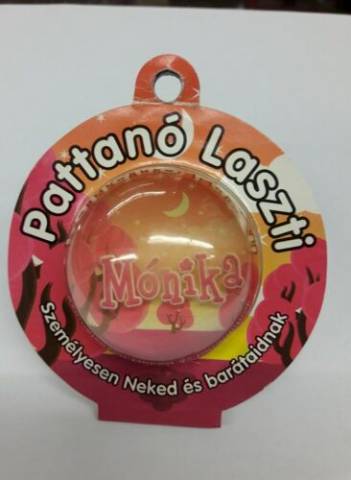 Pattanó Laszti
Mónika
Személyesen Neked és barátaidnak